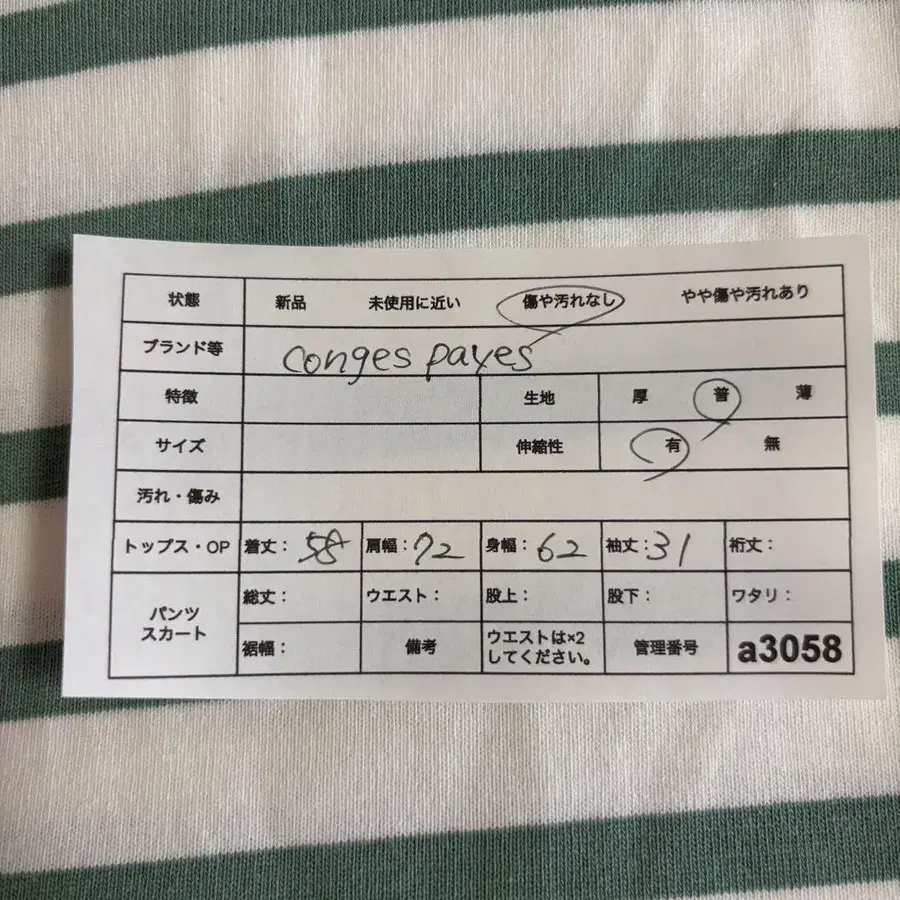 状態 新品 未使用に近い 傷や汚れなし やや傷や汚れあり
ブランド等 conges payes
特徴 生地 厚 普 薄
サイズ 伸縮性 有 無
汚れ・傷み
トップス・OP 着丈: 58 肩幅: 72 身幅: 62 袖丈: 31 裄丈:
パンツ スカート 総丈: ウエスト: 股上: 股下: ワタリ:
裾幅: 備考 ウエストは×2 してください。 管理番号 a3058